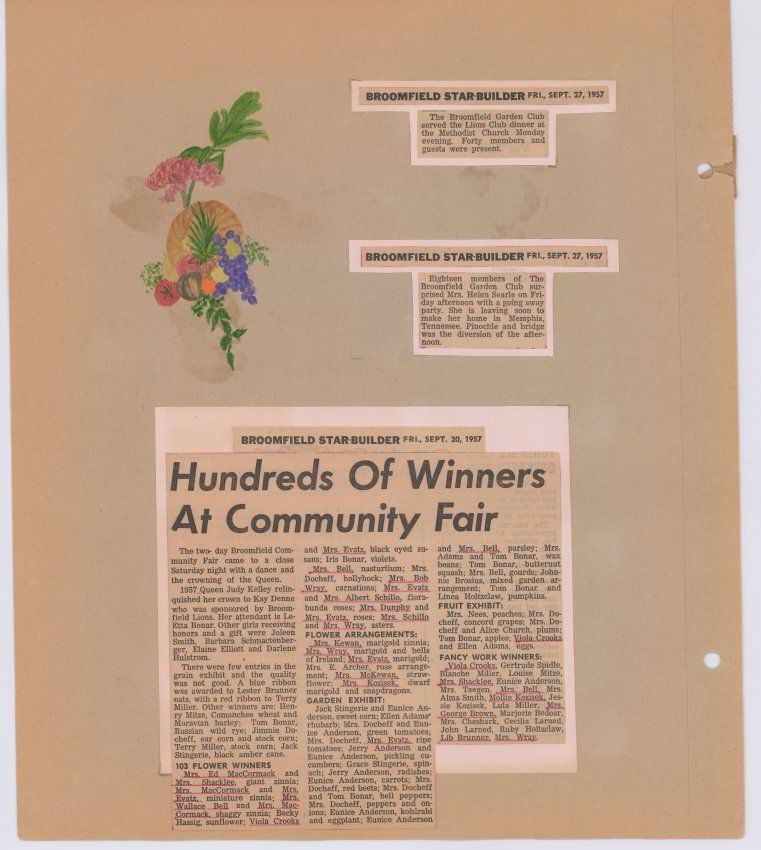 BROOMFIELD STAR-BUILDER FRI., SEPT. 27, 1957
The Broomfield Garden Club
served the Lions Club dinner at
the Methodist Church Monday
evening. Forty members and
guests were present.
BROOMFIELD STAR-BUILDER FRI., SEPT. 27, 1957
Eighteen members of The
Broomfield Garden Club sur-
prised Mrs. Helen Searle on Fri-
day afternoon with a going away
party. She is leaving soon to
make her home in Memphis,
Tennessee. Pinochle and bridge
was the diversion of the after-
noon.
BROOMFIELD STAR-BUILDER FRI., SEPT. 20, 1957
Hundreds Of Winners
At Community Fair
The two- day Broomfield Com-
munity Fair came to a close
Saturday night with a dance and
the crowning of the Queen.
1957 Queen Judy Kelley relin-
quished her crown to Kay Denne
who was sponsored by Broom-
field Lions. Her attendant is Le-
Etta Bonar. Other girls receiving
honors and a gift were Joleen
Smith, Barbara Schmactenber-
ger, Elaine Elliott and Darlene
Hulstrom.
There were few entries in the
grain exhibit and the quality
was not good. A blue ribbon
was awarded to Lester Brunner
oats, with a red ribbon to Terry
Miller. Other winners are: Hen-
ry Mitze, Comanchee wheat and
Moravian barley; Tom Bonar,
Russian wild rye; Jimmie Do-
cheff, ear corn and stock corn;
Terry Miller, stock corn; Jack
Stingerie, black amber cane.
103 FLOWER WINNERS
Mrs. Ed MacCormack and
Mrs. Shacklee, giant zinnia;
Mrs. MacCormack and Mrs.
Evatz, miniature zinnia; Mrs.
Wallace Bell and Mrs. Mac-
Cormack, shaggy zinnia; Becky
Hassig, sunflower; Viola Crooks
and Mrs. Evatz, black eyed su-
sans; Iris Bonar, violets.
Mrs. Bell, nasturtium; Mrs.
Docheff, hollyhock; Mrs. Bob
Wray, carnations; Mrs. Evatz
and Mrs. Albert Schillo, flora-
bunda roses; Mrs. Dunphy and
Mrs. Evatz, roses; Mrs. Schillo
and Mrs. Wray, asters.
FLOWER ARRANGEMENTS:
Mrs. Kewan, marigold zinnia;
Mrs. Wray, marigold and bells
of Ireland; Mrs. Evatz, marigold;
Mrs. E. Archer, rose arrange-
ment; Mrs. McKewan, straw-
flower; Mrs. Kozisek, dwarf
marigold and snapdragons.
GARDEN EXHIBIT:
Jack Stingerie and Eunice An-
derson, sweet corn; Ellen Adams'
rhubarb; Mrs. Docheff and Eun-
ice Anderson, green tomatoes;
Mrs. Docheff, Mrs. Evatz, ripe
tomatoes; Jerry Anderson and
Eunice Anderson, pickling cu-
cumbers; Grace Stingerie, spin-
ach; Jerry Anderson, radishes;
Eunice Anderson, carrots; Mrs.
Docheff, red beets; Mrs. Docheff
and Tom Bonar, bell peppers;
Mrs. Docheff, peppers and on-
ions; Eunice Anderson, kohlrabi
and eggplant; Eunice Anderson
and Mrs. Bell, parsley; Mrs.
Adams and Tom Bonar, wax
beans; Tom Bonar, butternut
squash; Mrs. Bell, gourds; John-
nie Brosius, mixed garden ar-
rangement; Tom Bonar and
Linea Holtzclaw, pumpkins.
FRUIT EXHIBIT:
Mrs. Nees, peaches; Mrs. Do-
cheff, concord grapes; Mrs. Do-
cheff and Alice Church, plums;
Tom Bonar, apples; Viola Crooks
and Ellen Adams, eggs.
FANCY WORK WINNERS:
Viola Crooks, Gertrude Spidle,
Blanche Miller, Louise Mitze,
Mrs. Shacklee, Eunice Anderson,
Mrs. Teegen, Mrs. Bell, Mrs.
Alma Smith, Mollie Kozisek, Jes-
sie Kozisek, Lula Miller, Mrs.
George Brown, Marjorie Bedoar,
Mrs. Cheshark, Cecilia Larned,
John Larned, Ruby Holtzclaw,
Lib Brunner, Mrs. Wray.